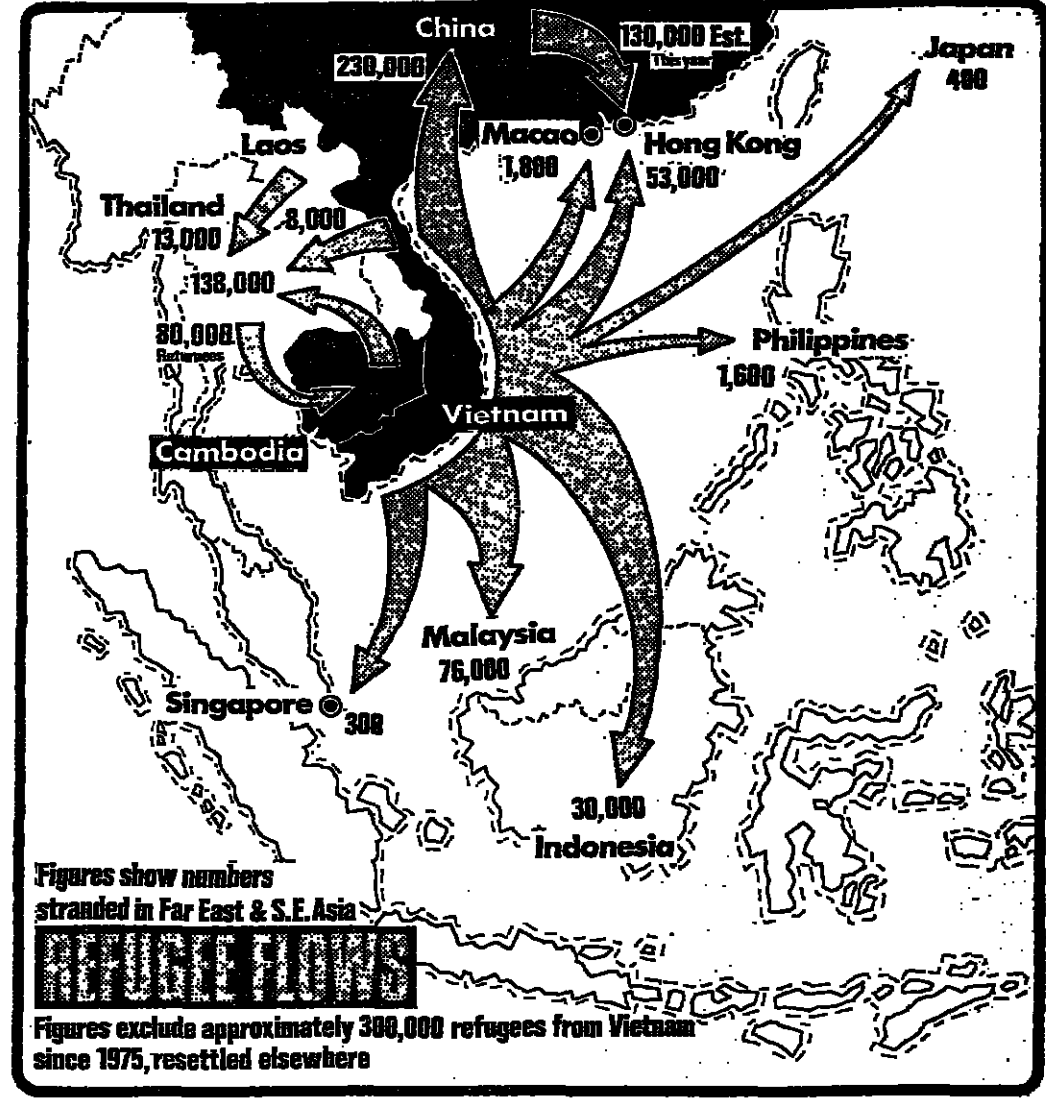 China
230,000
130,000 Est.
This year
Japan
400
Macao
1,800
Hong Kong
53,000
Laos
Thailand
13,000
8,000
138,000
80,000
Returnees
Philippines
1,600
Vietnam
Cambodia
Malaysia
76,000
Singapore
308
30,000
Indonesia
Figures show numbers
stranded in Far East & S.E. Asia
REFUGEE FLOWS
Figures exclude approximately 300,000 refugees from Vietnam
since 1975, resettled elsewhere